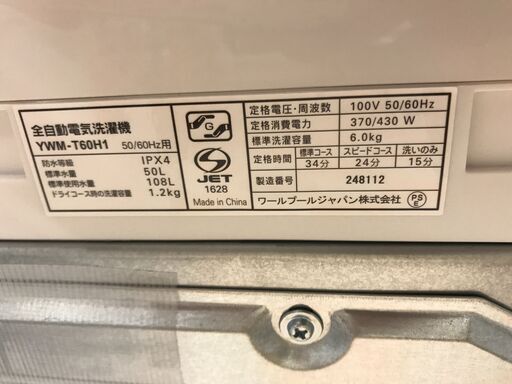 全自動電気洗濯機
YWM-T60H1 50/60Hz用
防水等級 IPX4
標準水量 50L
標準使用水量 108L
ドライコース時の洗濯容量 1.2kg
G
S
JET
1628
Made in China
定格電圧・周波数 100V 50/60Hz
定格消費電力 370/430 W
標準洗濯容量 6.0kg
定格時間 標準コース スピードコース 洗いのみ
34分 24分 15分
製造番号 248112
ワールプールジャパン株式会社
PS
E